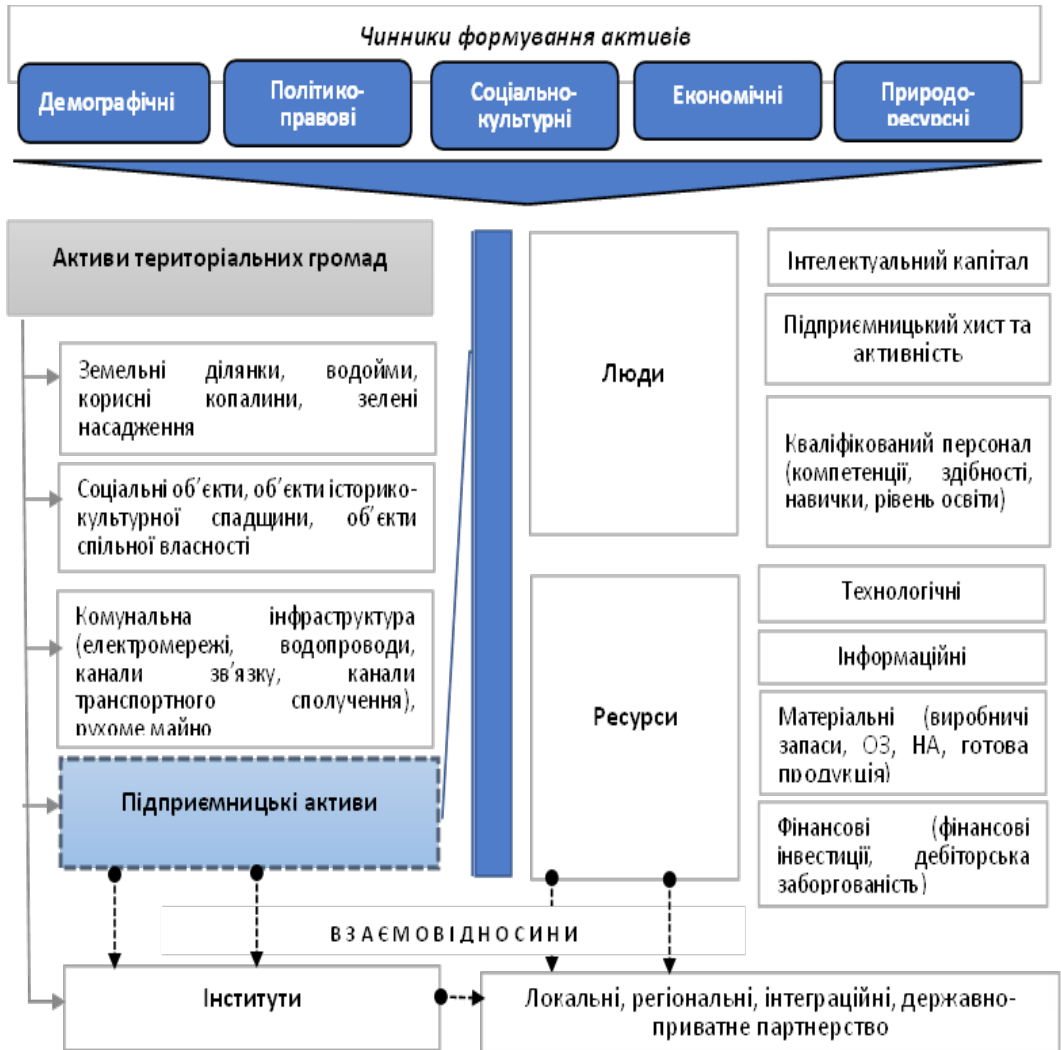 Чинники формування активів
Демографічні
Політико-
правові
Соціально-
культурні
Економічні
Природо-
ресурсні
Активи територіальних громад
Земельні ділянки, водойми,
корисні копалини, зелені
насадження
Соціальні об’єкти, об’єкти історико-
культурної спадщини, об’єкти
спільної власності
Комунальна інфраструктура
(електромережі, водопроводи,
канали зв’язку, канали
транспортного сполучення),
рухоме майно
Підприємницькі активи
Люди
Інтелектуальний капітал
Підприємницький хист та
активність
Кваліфікований персонал
(компетенції, здібності,
навички, рівень освіти)
Ресурси
Технологічні
Інформаційні
Матеріальні (виробничі
запаси, ОЗ, НА, готова
продукція)
Фінансові (фінансові
інвестиції, дебіторська
заборгованість)
ВЗАЄМОВІДНОСИНИ
Інститути
Локальні, регіональні, інтеграційні, державно-
приватне партнерство